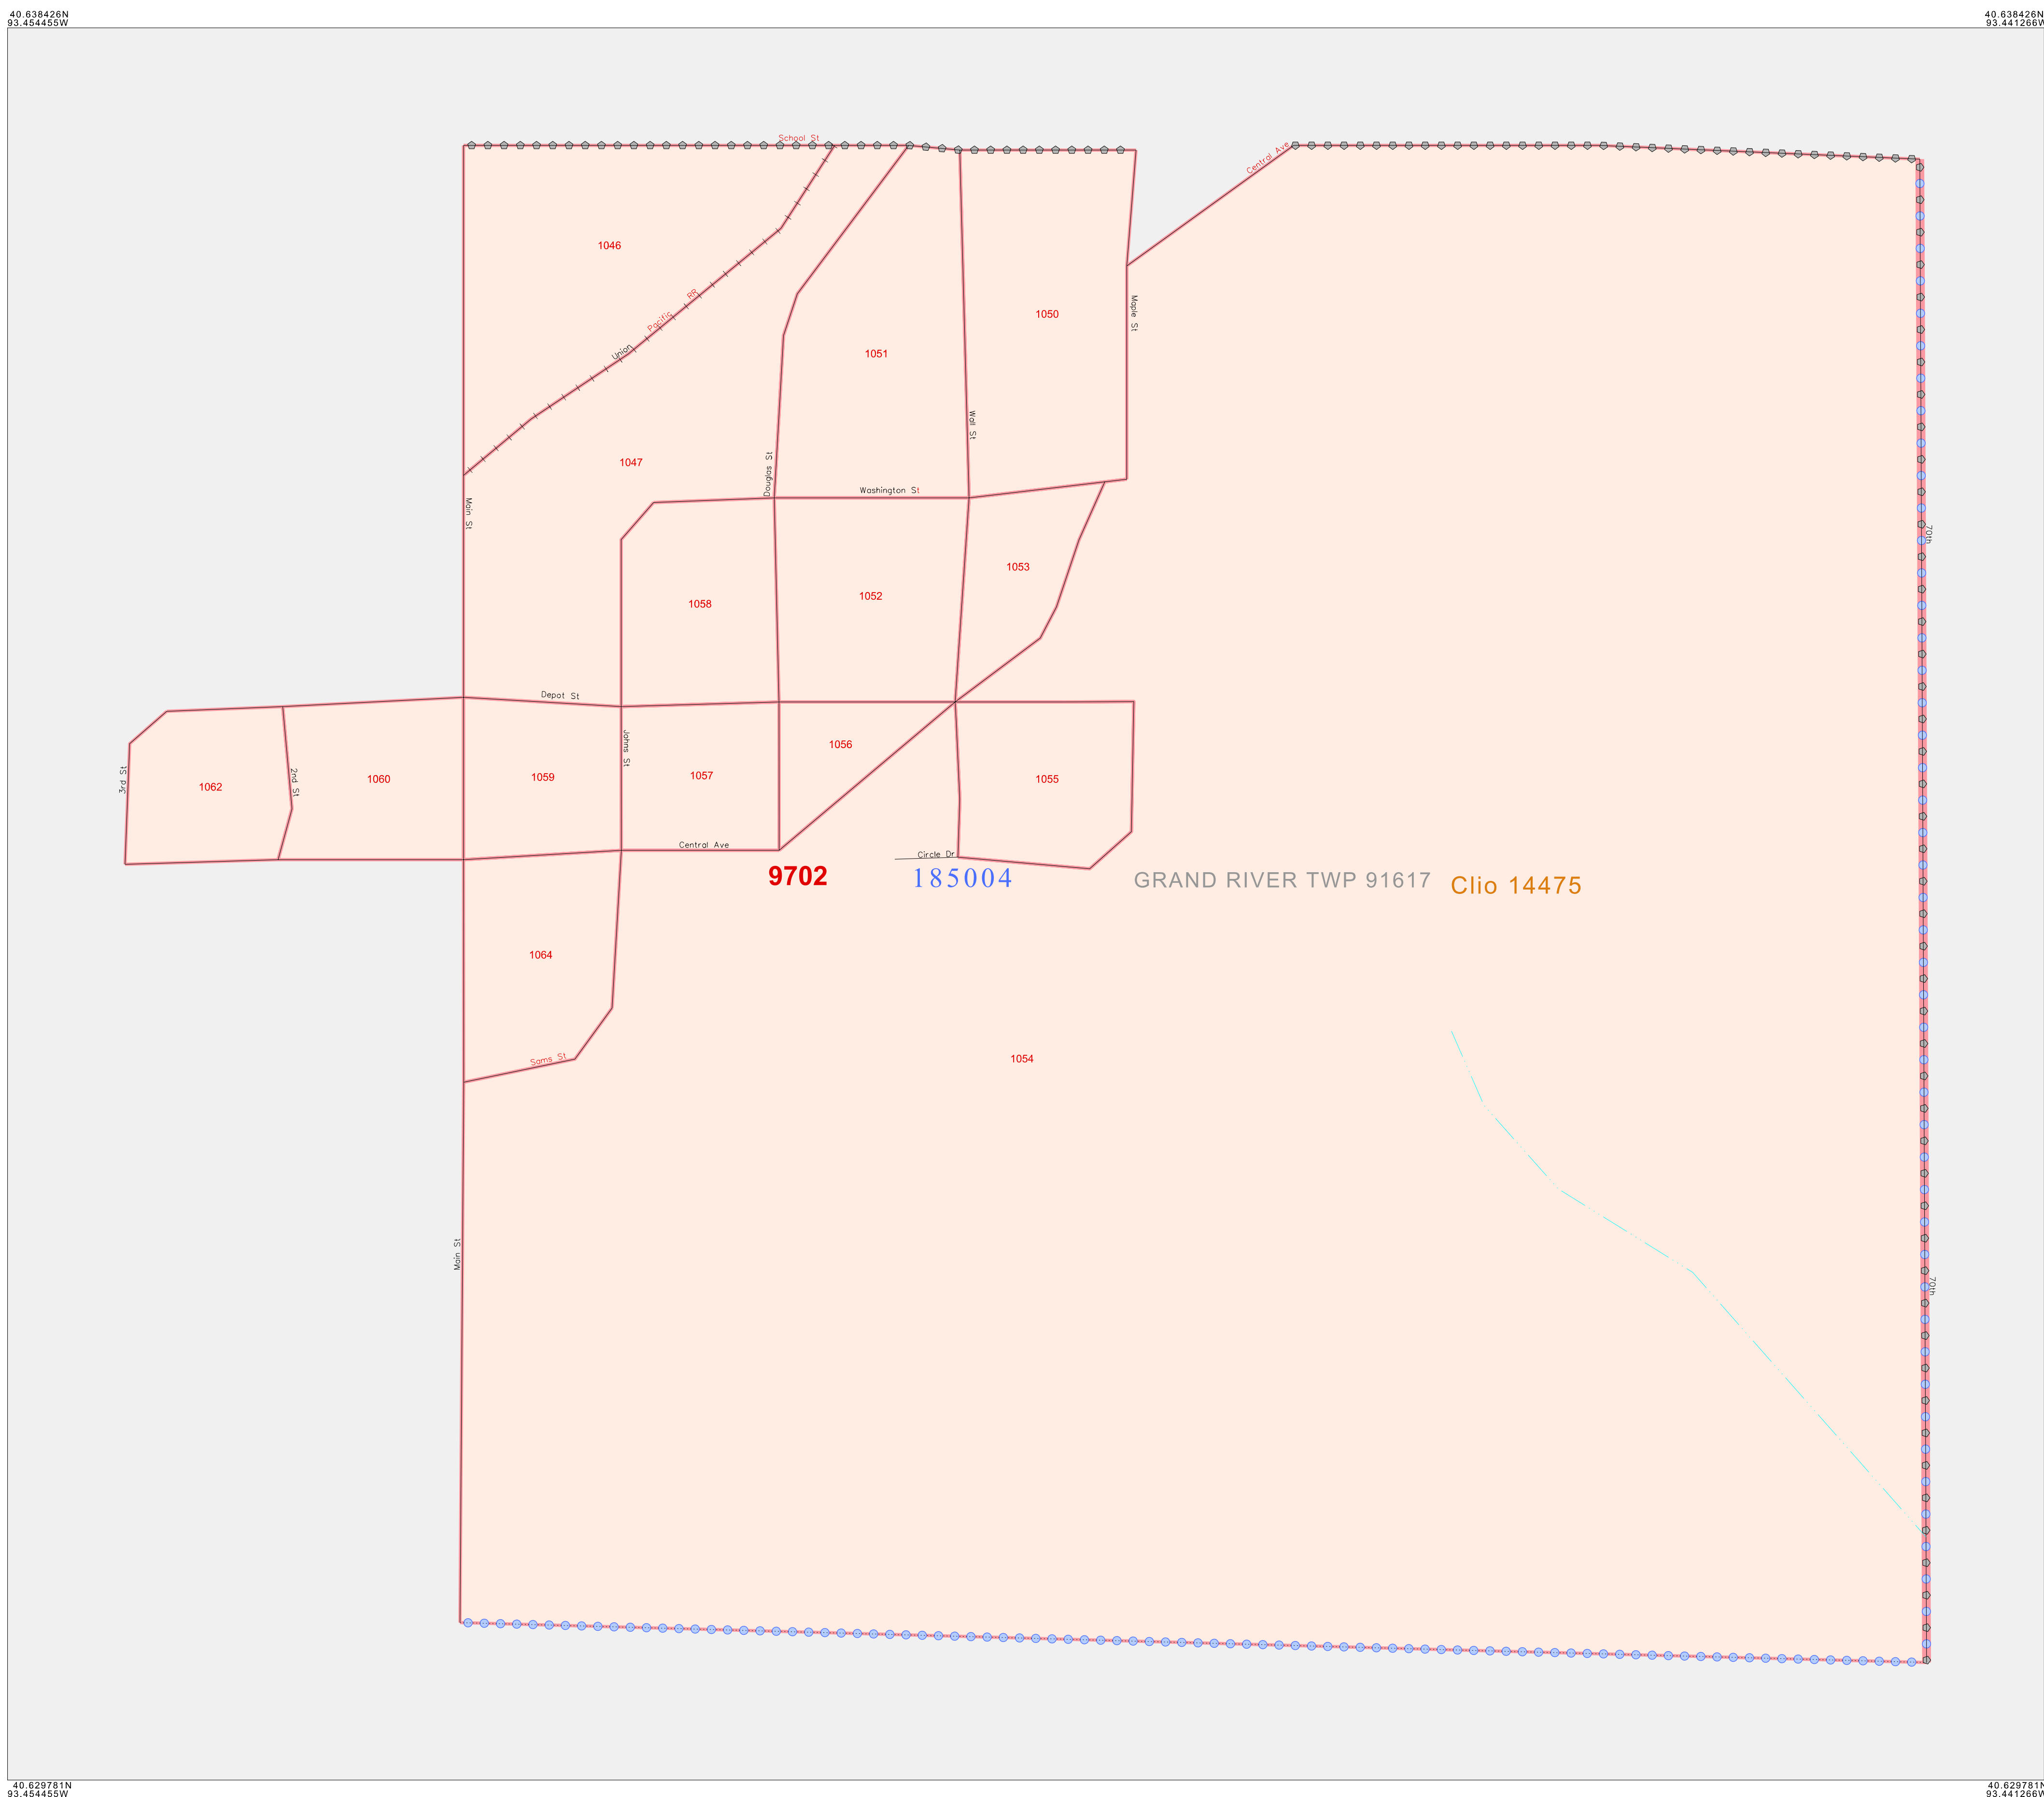 40.638426N
93.454455W
40.638426N
93.441266W
School St
Central Ave
1046
1050
Maple St
Union Pacific RR
1051
Wall St
1047
Douglas St
Washington St
Main St
70th
1053
1058
1052
Depot St
Johns St
1056
3rd St
2nd St
1062
1060
1059
1057
1055
Central Ave
Circle Dr
9702
185004
GRAND RIVER TWP 91617
Clio 14475
1064
Sams St
1054
Main St
70th
40.629781N
93.454455W
40.629781N
93.441266W